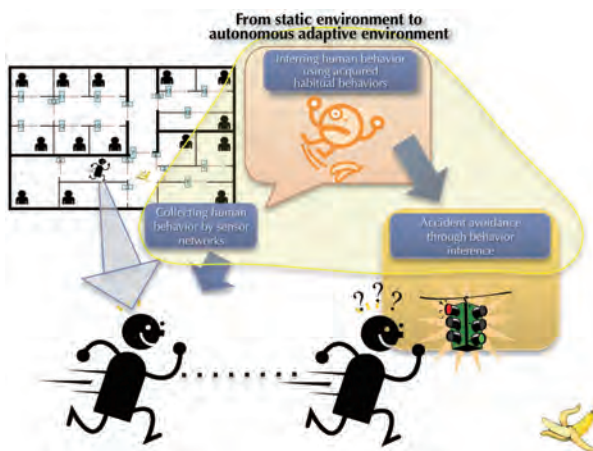 From static environment to
autonomous adaptive environment
Inferring human behavior
using acquired
habitual behaviors
Collecting human
behavior by sensor
networks
Accident avoidance
through behavior
inference
? ? ?